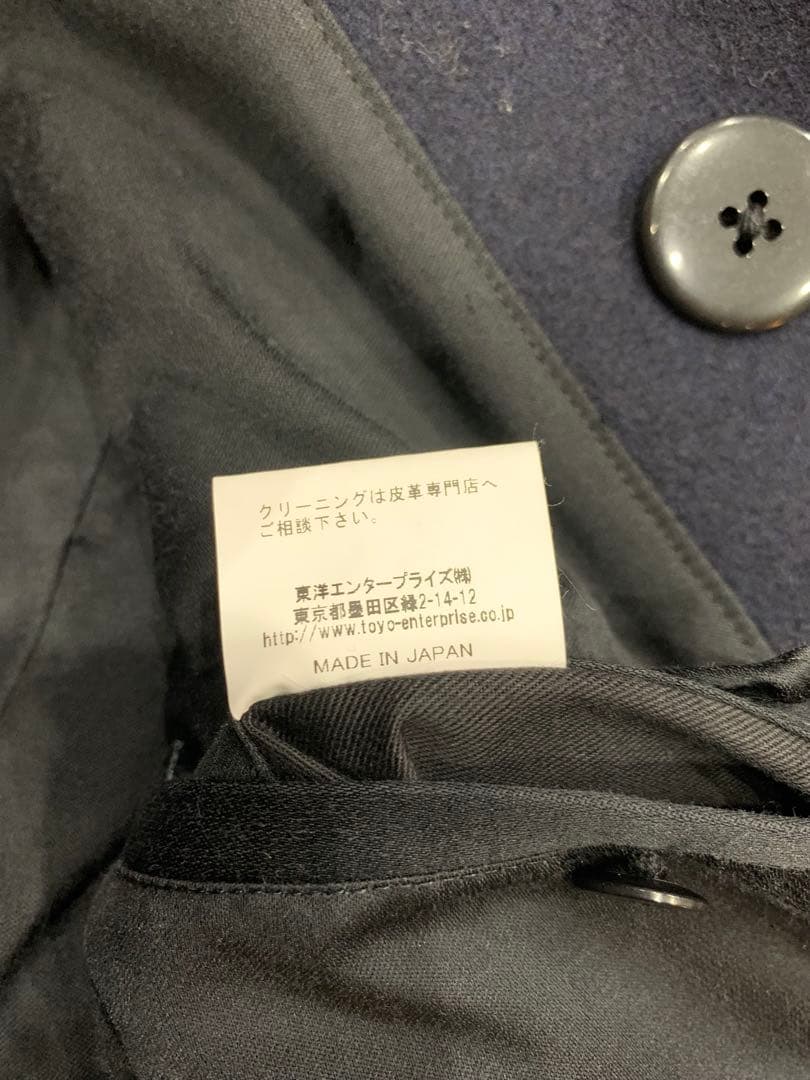 クリーニングは皮革専門店へ
ご相談下さい。
東洋エンタープライズ㈱
東京都墨田区緑2-14-12
http://www.toyo-enterprise.co.jp
MADE IN JAPAN